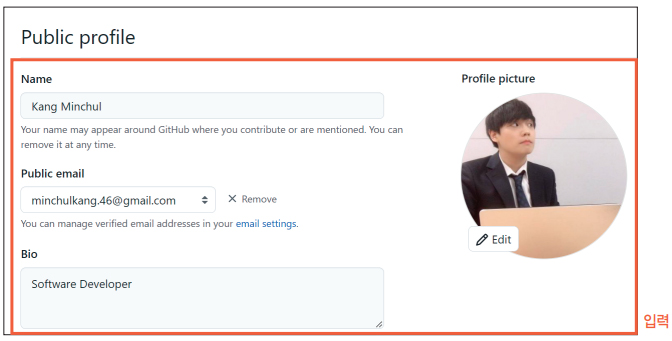 Public profile
Name
Kang Minchul
Your name may appear around GitHub where you contribute or are mentioned. You can
remove it at any time.
Public email
minchulkang.46@gmail.com
Remove
You can manage verified email addresses in your email settings.
Bio
Software Developer
Profile picture
Edit
입력